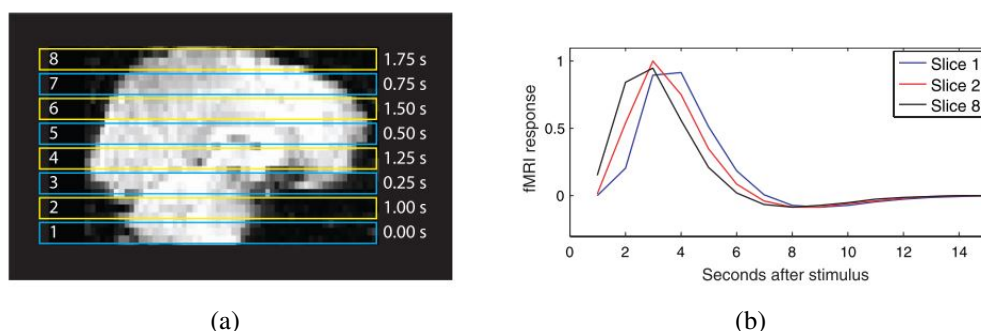 8 1.75 s
7 0.75 s
6 1.50 s
5 0.50 s
4 1.25 s
3 0.25 s
2 1.00 s
1 0.00 s
(a)
fMRI response
1
0.5
0
0 2 4 6 8 10 12 14
Seconds after stimulus
Slice 1
Slice 2
Slice 8
(b)